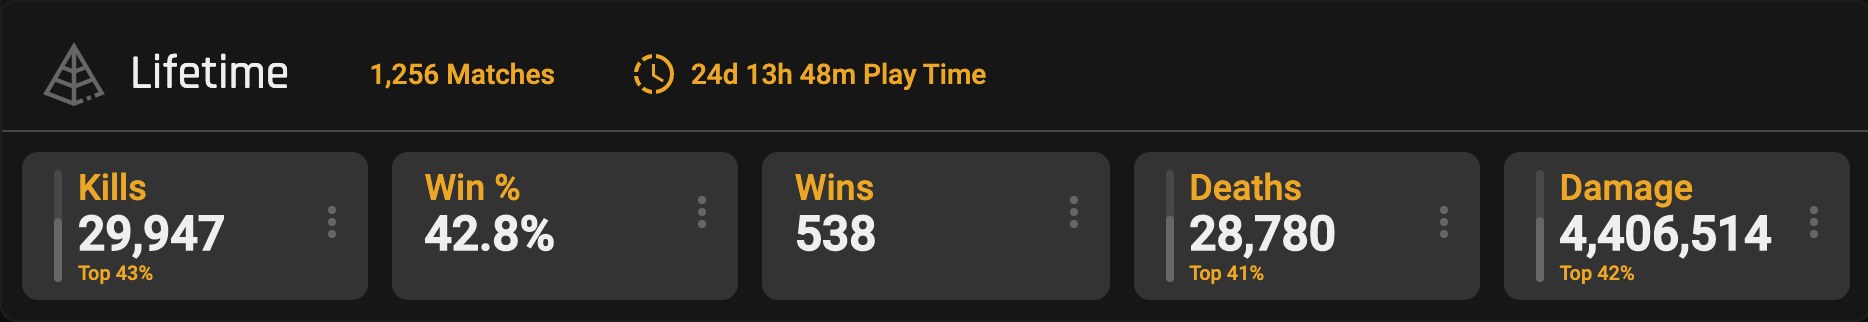 Lifetime 1,256 Matches 24d 13h 48m Play Time
Kills
29,947
Top 43%
Win %
42.8%
Wins
538
Deaths
28,780
Top 41%
Damage
4,406,514
Top 42%